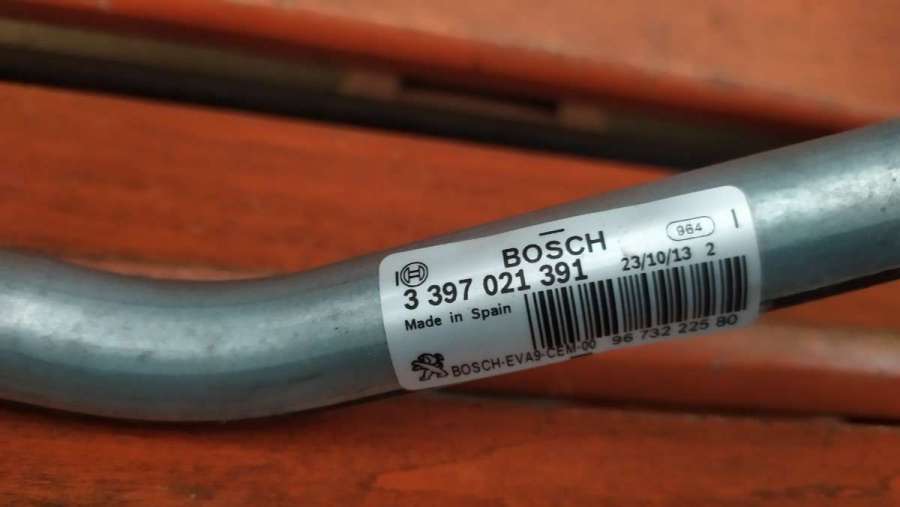 BOSCH
964
3 397 021 391
23/10/13 2
Made in Spain
96 732 225 80
BOSCH-EVA9-CEM-00